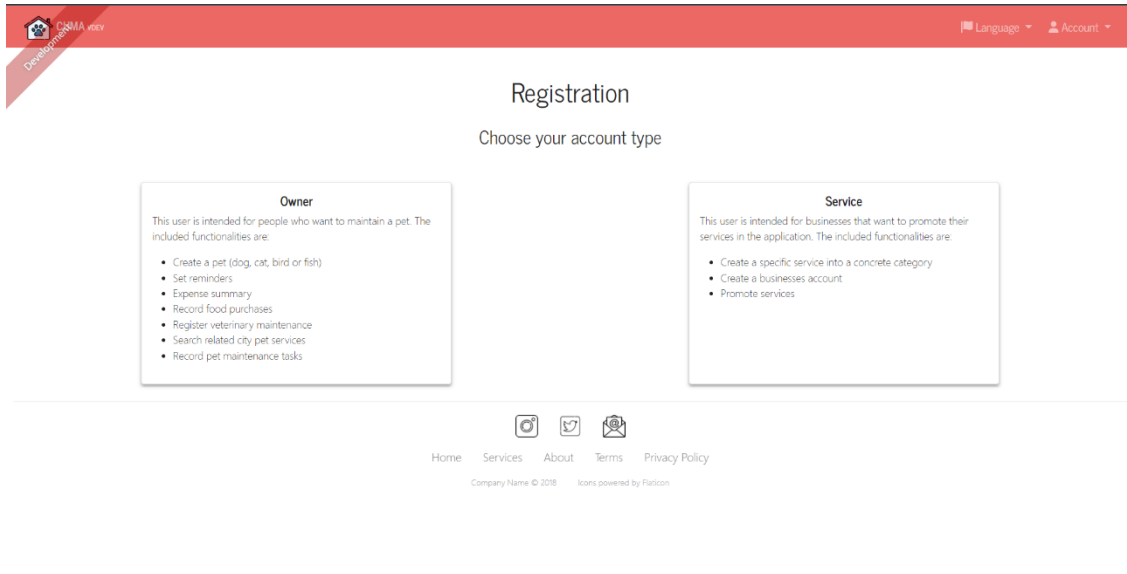 CHMA VDEV
Development
Language
Account
Registration
Choose your account type
Owner
This user is intended for people who want to maintain a pet. The
included functionalities are:
• Create a pet (dog, cat, bird or fish)
• Set reminders
• Expense summary
• Record food purchases
• Register veterinary maintenance
• Search related city pet services
• Record pet maintenance tasks
Service
This user is intended for businesses that want to promote their
services in the application. The included functionalities are:
• Create a specific service into a concrete category
• Create a businesses account
• Promote services
Home Services About Terms Privacy Policy
Company Name © 2018 Icons powered by Flaticon